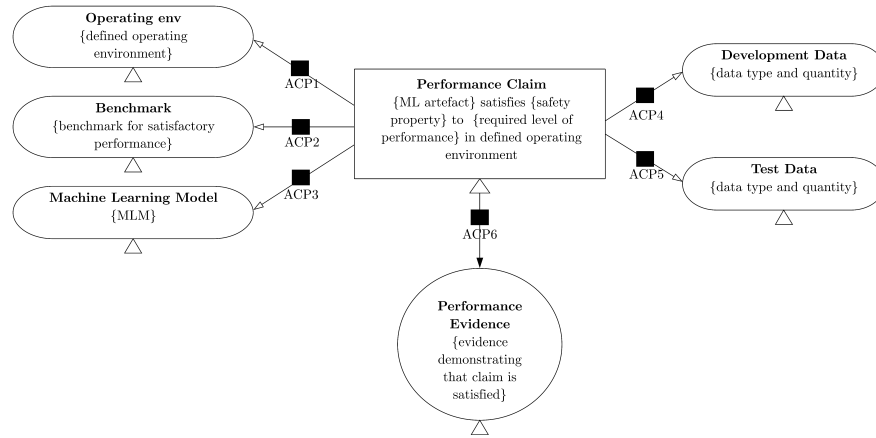 Operating env
{defined operating
environment}
ACP1
Benchmark
{benchmark for satisfactory
performance}
ACP2
Machine Learning Model
{MLM}
ACP3
Performance Claim
{ML artefact} satisfies {safety
property} to {required level of
performance} in defined operating
environment
ACP4
Development Data
{data type and quantity}
ACP5
Test Data
{data type and quantity}
ACP6
Performance
Evidence
{evidence
demonstrating
that claim is
satisfied}